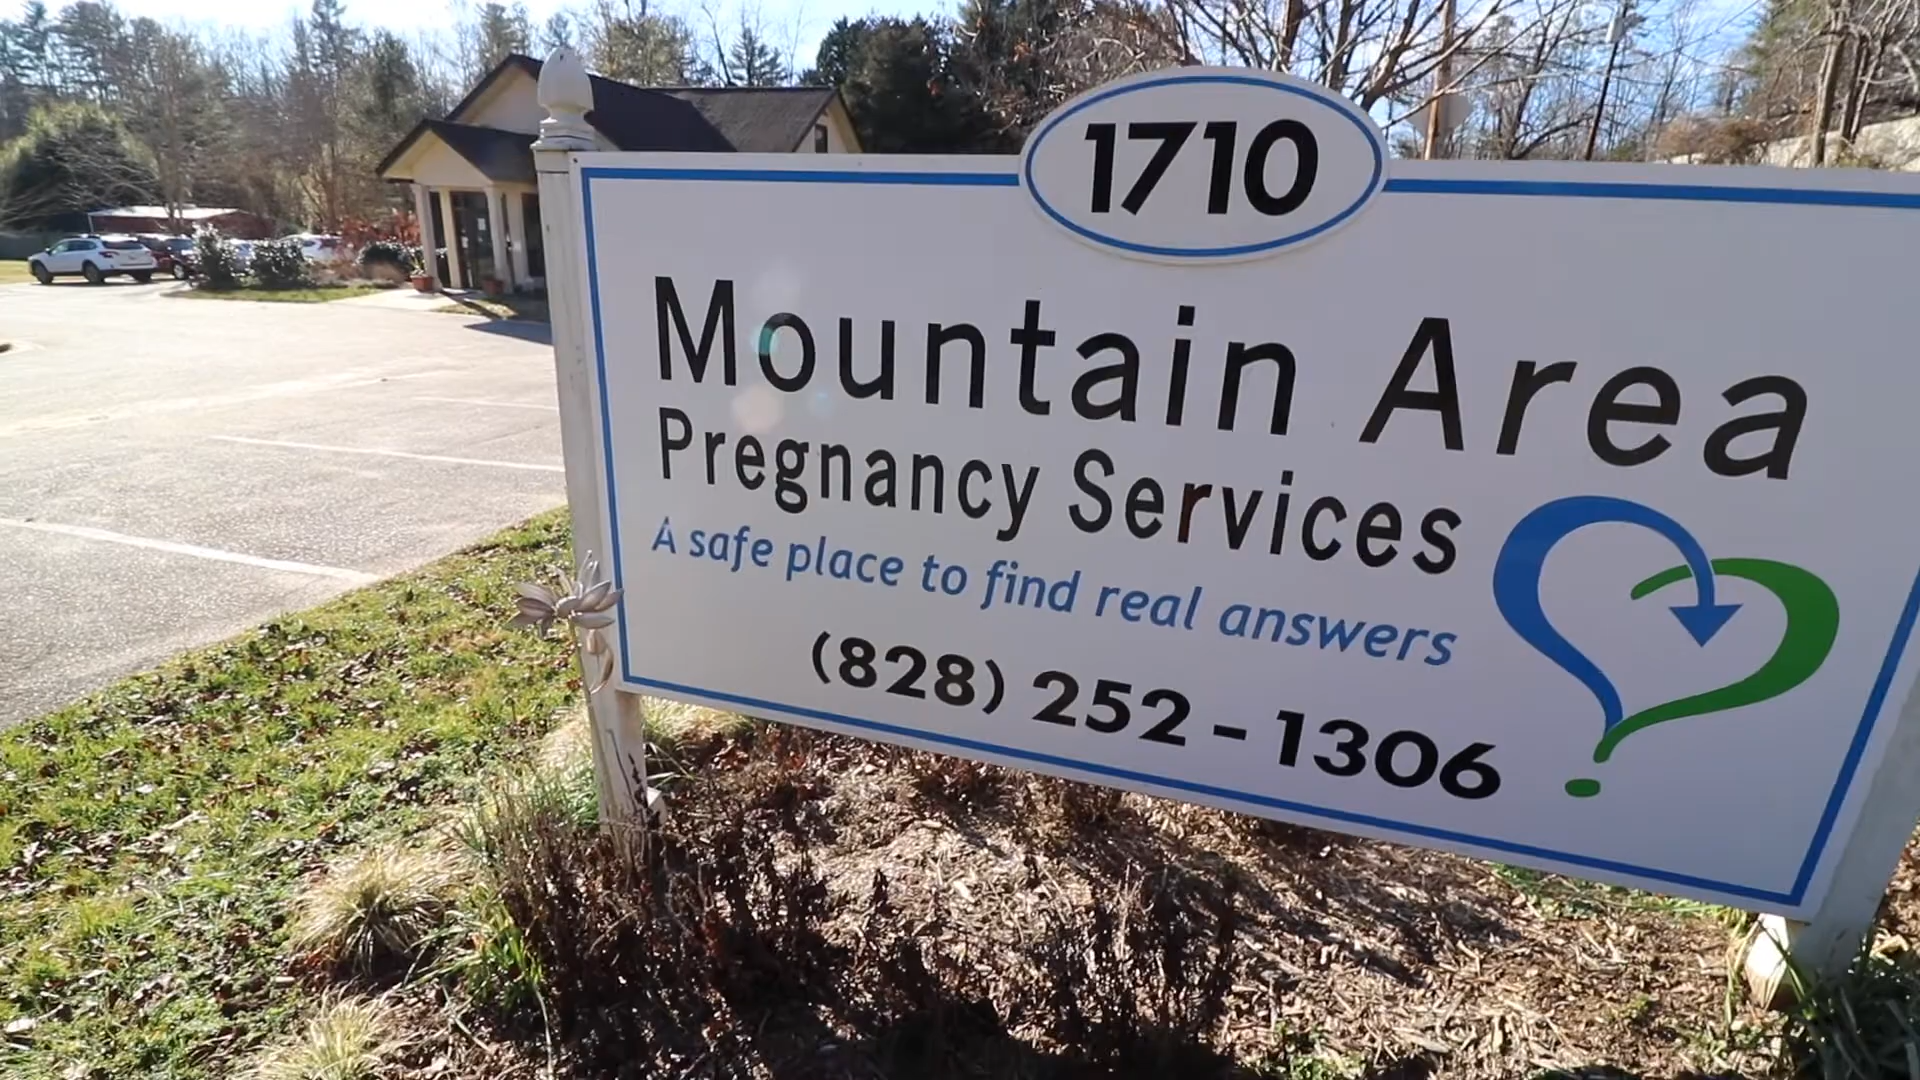 1710
Mountain Area
Pregnancy Services
A safe place to find real answers
(828) 252-1306